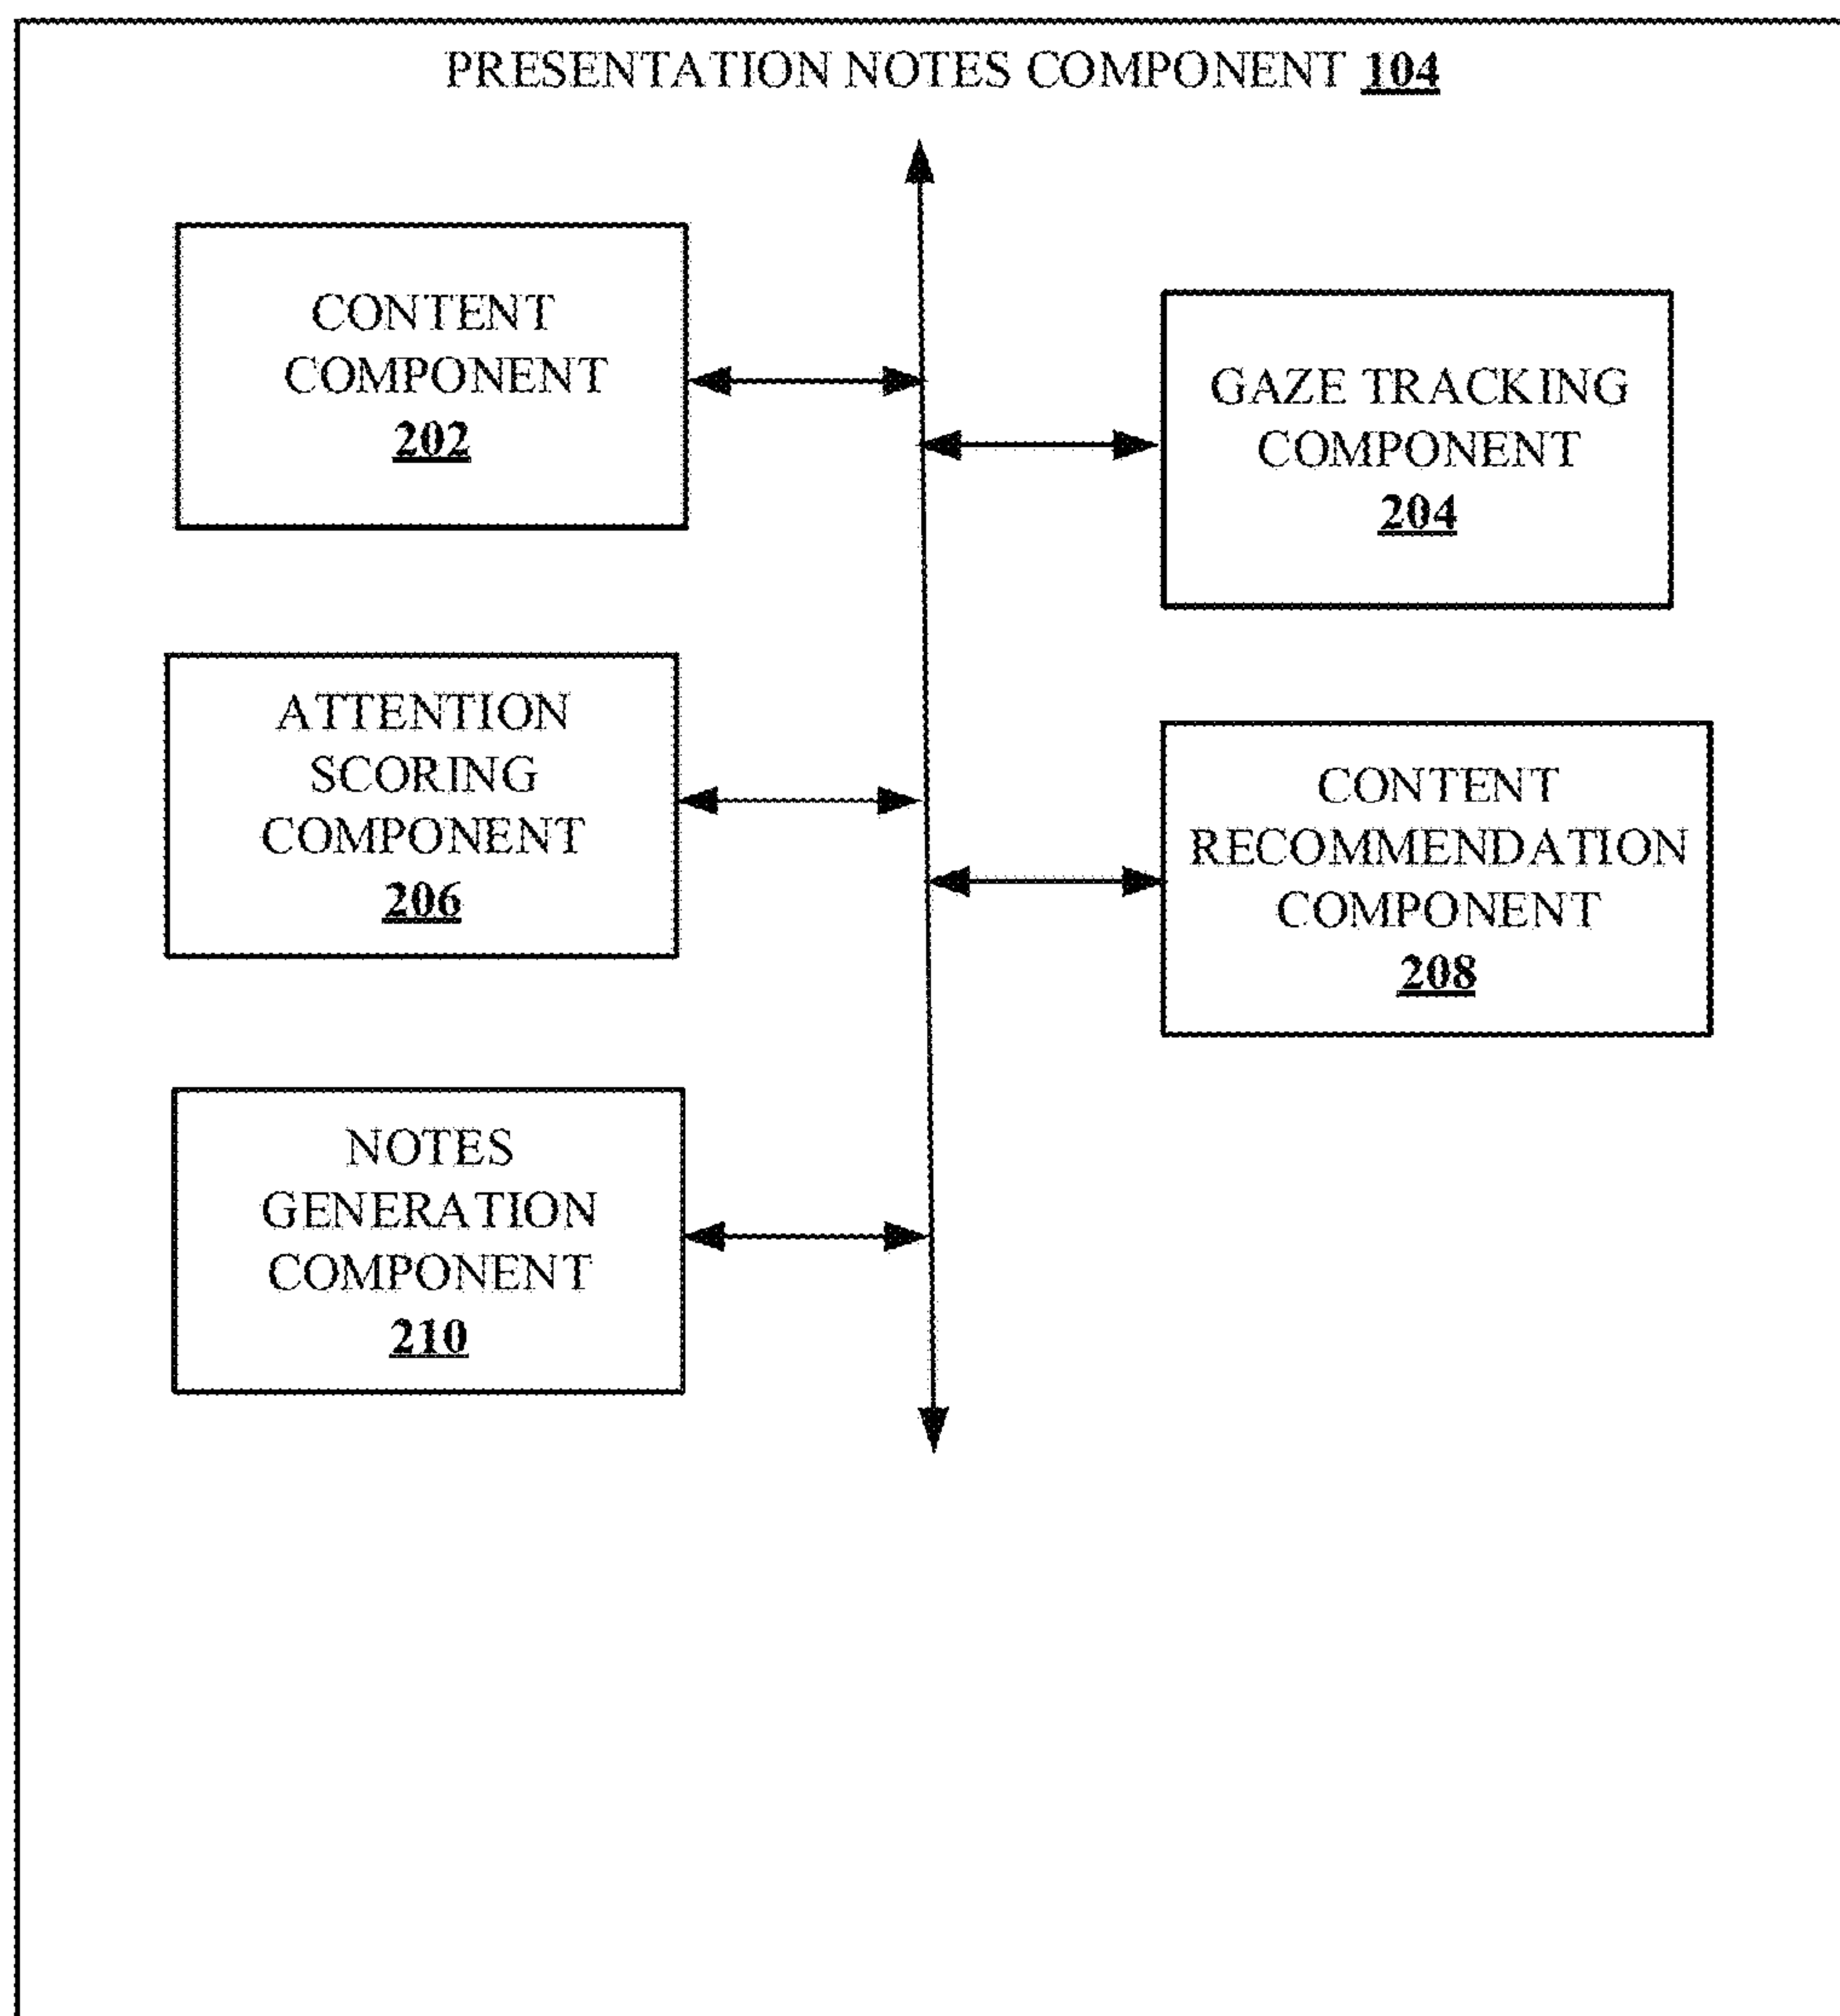 PRESENTATION NOTES COMPONENT 104
CONTENT
COMPONENT
202
GAZE TRACKING
COMPONENT
204
ATTENTION
SCORING
COMPONENT
206
CONTENT
RECOMMENDATION
COMPONENT
208
NOTES
GENERATION
COMPONENT
210